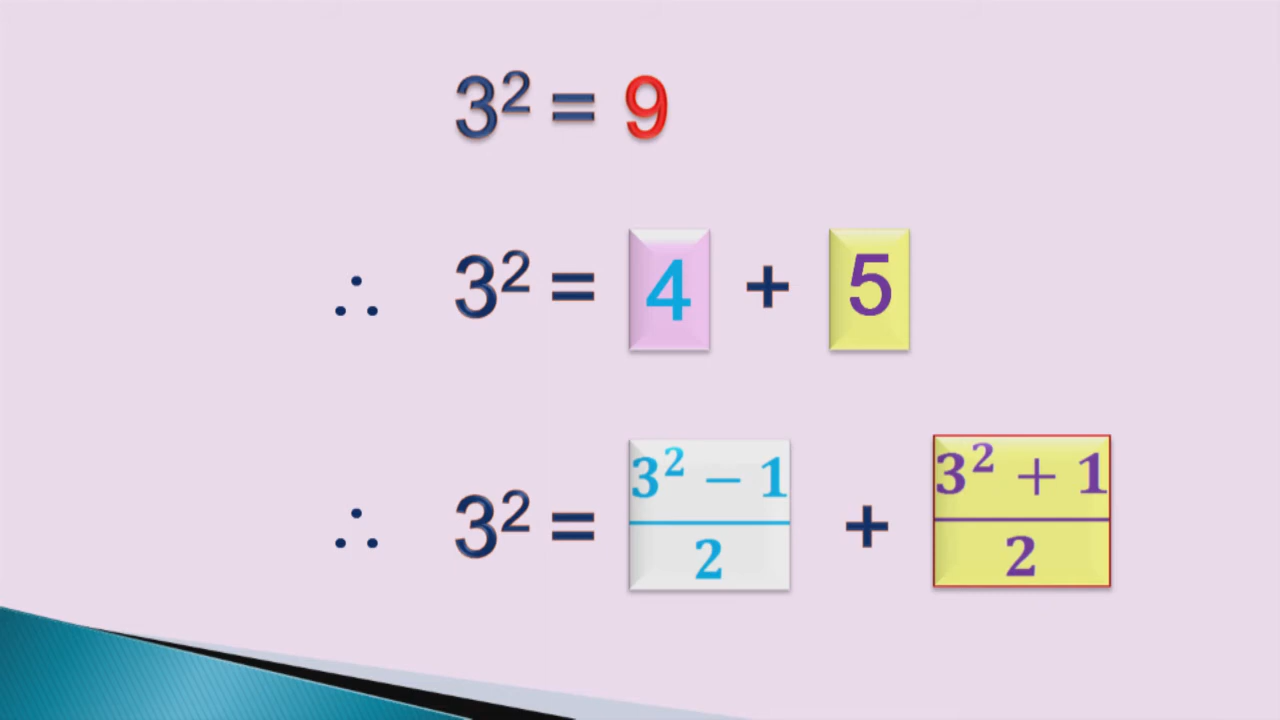 3² = 9
∴ 3² = 4 + 5
∴ 3² = (3² − 1)/2 + (3² + 1)/2